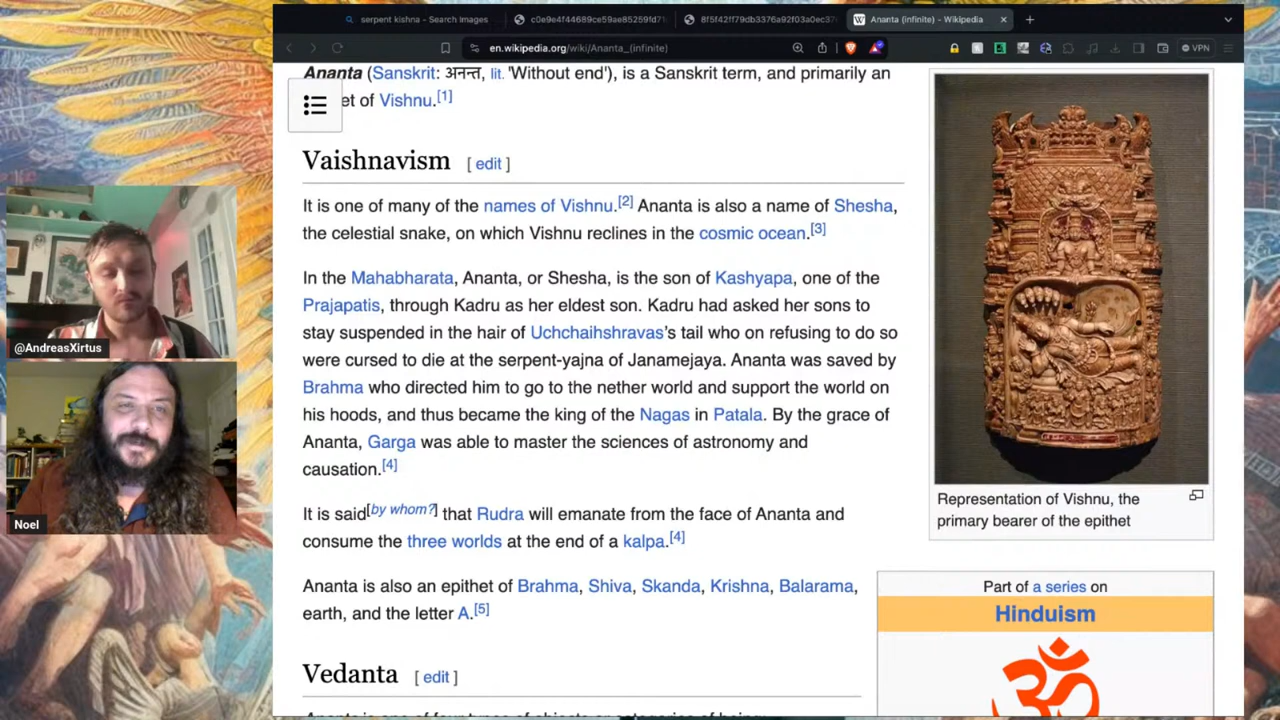 serpent kishna - Search Images
c0e9e4f44689ce59ae85259fd71
8f5f42ff79db3376a92f03a0ec37
Ananta (infinite) - Wikipedia
en.wikipedia.org/wiki/Ananta_(infinite)
VPN
Ananta (Sanskrit: अनन्त, lit. 'Without end'), is a Sanskrit term, and primarily an
et of Vishnu.[1]
Vaishnavism [ edit ]
It is one of many of the names of Vishnu.[2] Ananta is also a name of Shesha,
the celestial snake, on which Vishnu reclines in the cosmic ocean.[3]
In the Mahabharata, Ananta, or Shesha, is the son of Kashyapa, one of the
Prajapatis, through Kadru as her eldest son. Kadru had asked her sons to
stay suspended in the hair of Uchchaihshravas's tail who on refusing to do so
were cursed to die at the serpent-yajna of Janamejaya. Ananta was saved by
Brahma who directed him to go to the nether world and support the world on
his hoods, and thus became the king of the Nagas in Patala. By the grace of
Ananta, Garga was able to master the sciences of astronomy and
causation.[4]
It is said[by whom?] that Rudra will emanate from the face of Ananta and
consume the three worlds at the end of a kalpa.[4]
Ananta is also an epithet of Brahma, Shiva, Skanda, Krishna, Balarama,
earth, and the letter A.[5]
Vedanta [ edit ]
Representation of Vishnu, the
primary bearer of the epithet
Part of a series on
Hinduism
ॐ
@AndreasXirtus
Noel